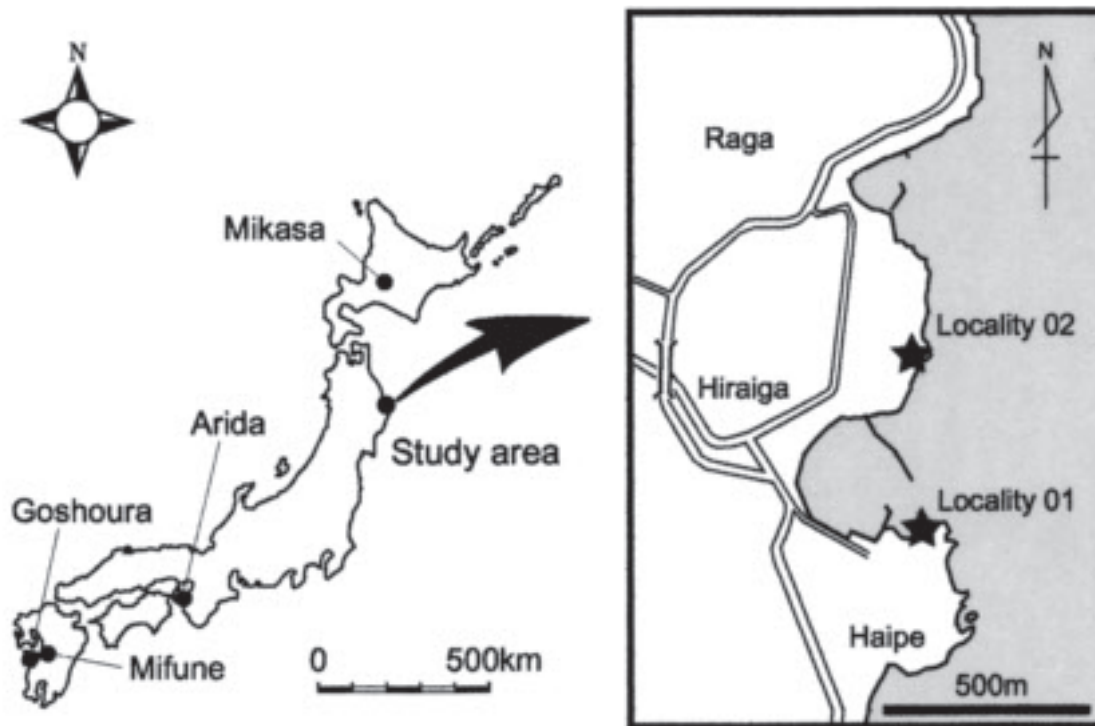 N
Mikasa
Arida
Study area
Goshoura
Mifune
0 500km
N
Raga
Locality 02
Hiraiga
Locality 01
Haipe
500m